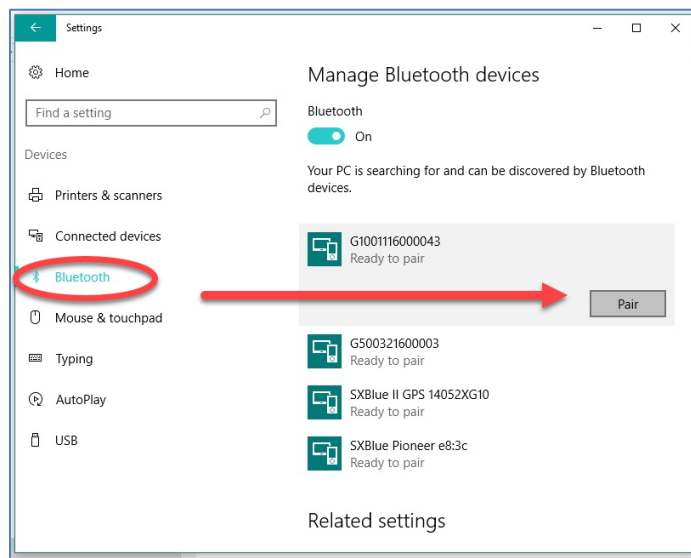 Settings
Home
Find a setting
Devices
Printers & scanners
Connected devices
Bluetooth
Mouse & touchpad
Typing
AutoPlay
USB
Manage Bluetooth devices
Bluetooth
On
Your PC is searching for and can be discovered by Bluetooth
devices.
G1001116000043
Ready to pair
Pair
G500321600003
Ready to pair
SXBlue II GPS 14052XG10
Ready to pair
SXBlue Pioneer e8:3c
Ready to pair
Related settings